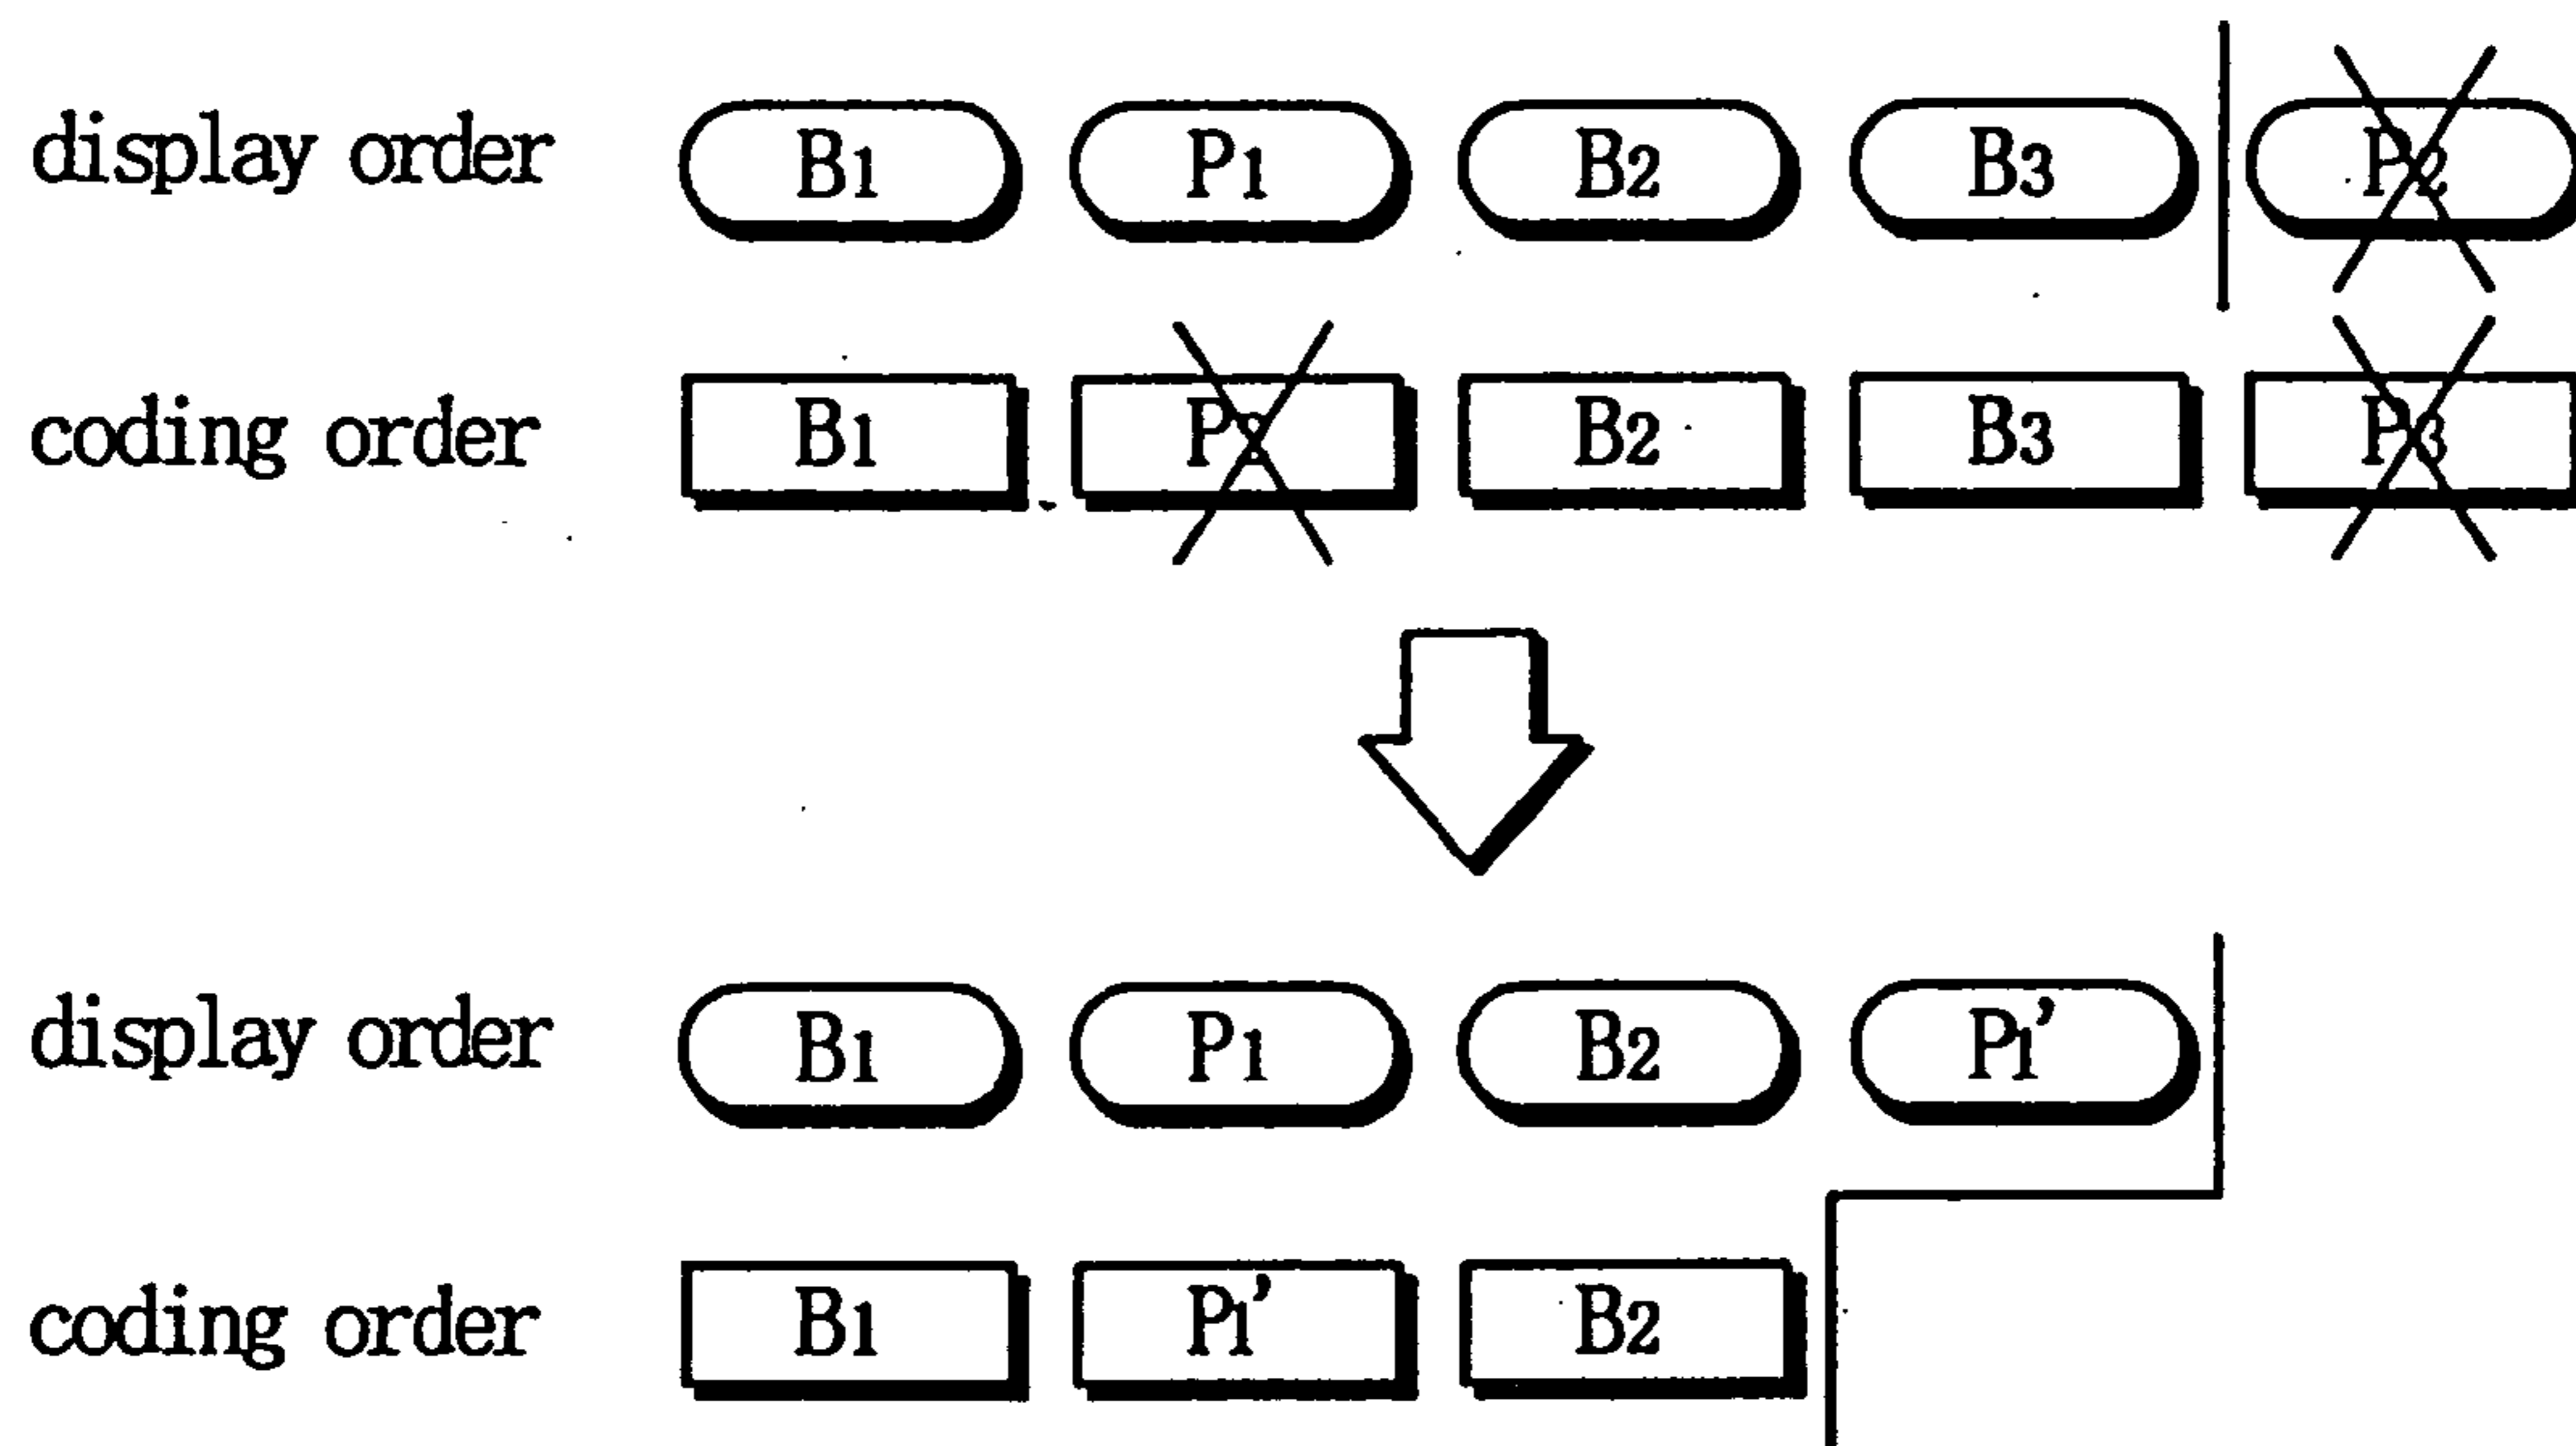 display order B1 P1 B2 B3 P2
coding order B1 P2 B2 B3 P3
display order B1 P1 B2 P1’
coding order B1 P1’ B2